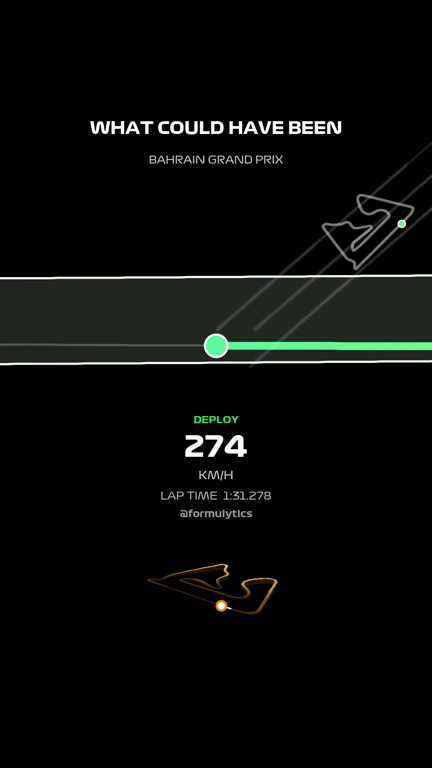 WHAT COULD HAVE BEEN
BAHRAIN GRAND PRIX
DEPLOY
274
KM/H
LAP TIME 1:31.278
@formulytics